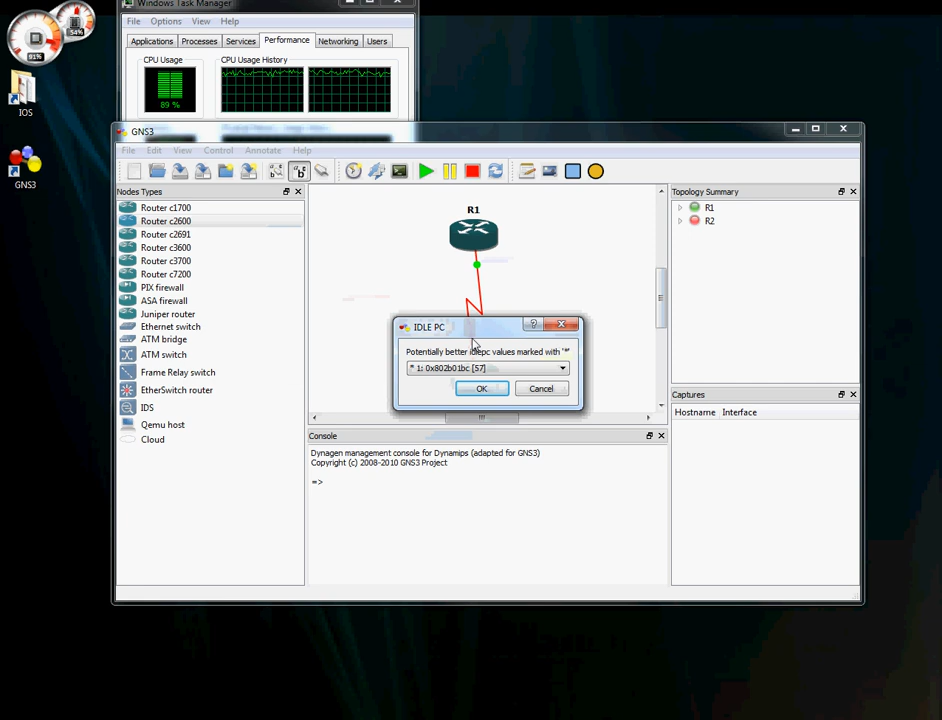 Windows Task Manager
File Options View Help
Applications Processes Services Performance Networking Users
CPU Usage CPU Usage History
89 %
91%
54%
IOS
GNS3
GNS3
File Edit View Control Annotate Help
Nodes Types
Router c1700
Router c2600
Router c2691
Router c3600
Router c3700
Router c7200
PIX firewall
ASA firewall
Juniper router
Ethernet switch
ATM bridge
ATM switch
Frame Relay switch
EtherSwitch router
IDS
Qemu host
Cloud
R1
IDLE PC
Potentially better idlepc values marked with '*'
* 1: 0x802b01bc [57]
OK Cancel
Console
Dynagen management console for Dynamips (adapted for GNS3)
Copyright (c) 2008-2010 GNS3 Project
=>
Topology Summary
R1
R2
Captures
Hostname Interface